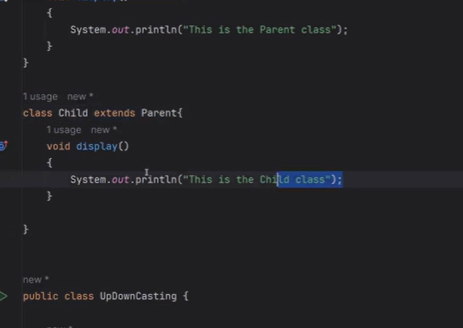 {
System.out.println("This is the Parent class");
}
}
1 usage new *
class Child extends Parent{
1 usage new *
void display()
{
System.out.println("This is the Child class");
}
}
new *
public class UpDownCasting {